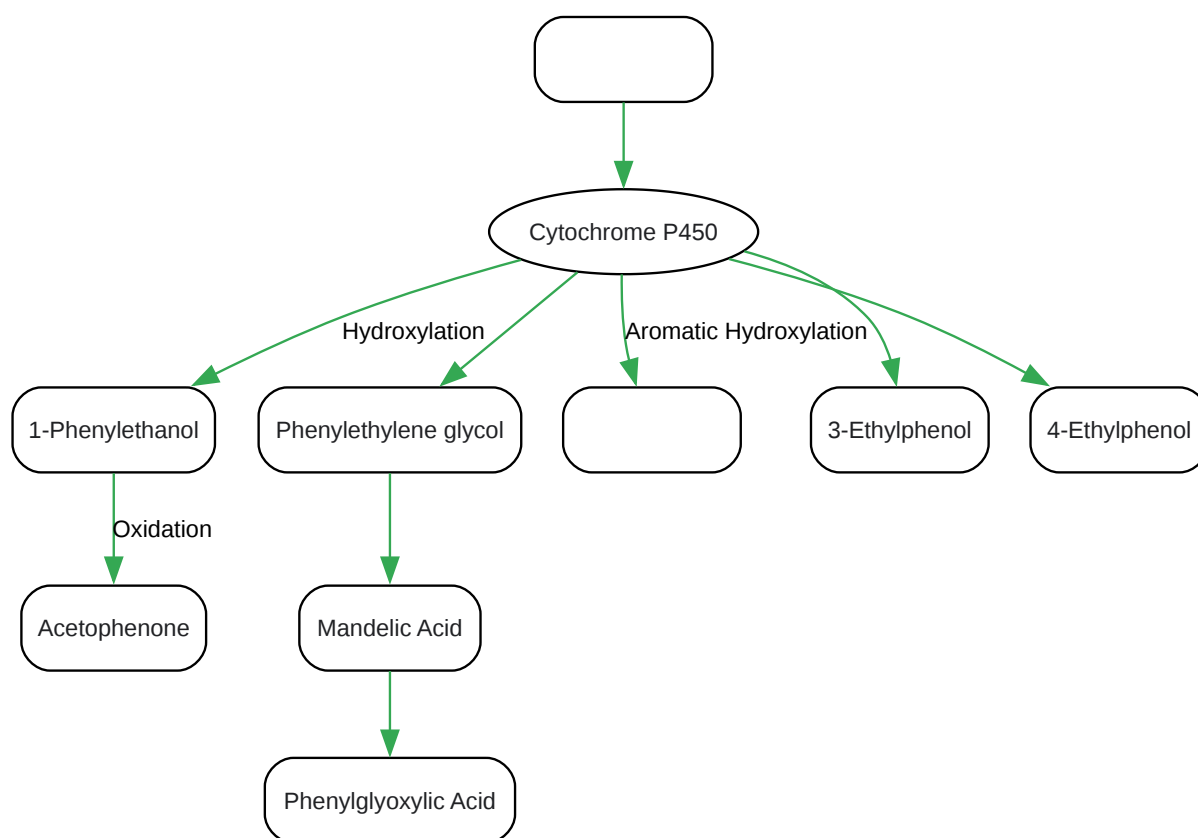 Cytochrome P450
Hydroxylation
Aromatic Hydroxylation
1-Phenylethanol
Phenylethylene glycol
3-Ethylphenol
4-Ethylphenol
Oxidation
Acetophenone
Mandelic Acid
Phenylglyoxylic Acid